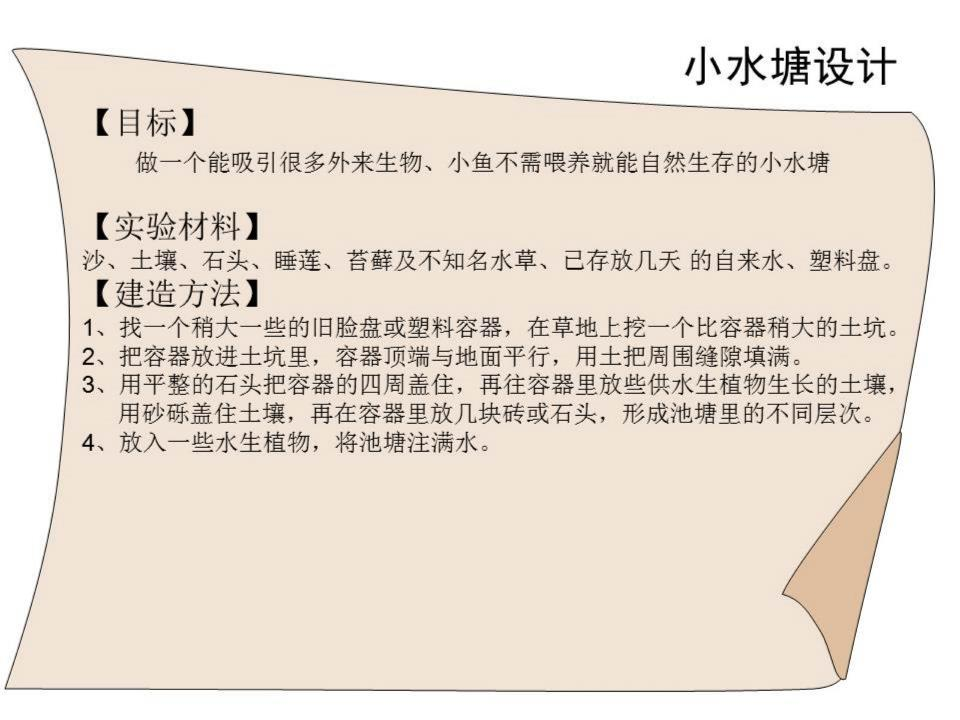 小水塘设计
【目标】
做一个能吸引很多外来生物、小鱼不需喂养就能自然生存的小水塘
【实验材料】
沙、土壤、石头、睡莲、苔藓及不知名水草、已存放几天 的自来水、塑料盘。
【建造方法】
1、找一个稍大一些的旧脸盘或塑料容器，在草地上挖一个比容器稍大的土坑。
2、把容器放进土坑里，容器顶端与地面平行，用土把周围缝隙填满。
3、用平整的石头把容器的四周盖住，再往容器里放些供水生植物生长的土壤，
用砂砾盖住土壤，再在容器里放几块砖或石头，形成池塘里的不同层次。
4、放入一些水生植物，将池塘注满水。